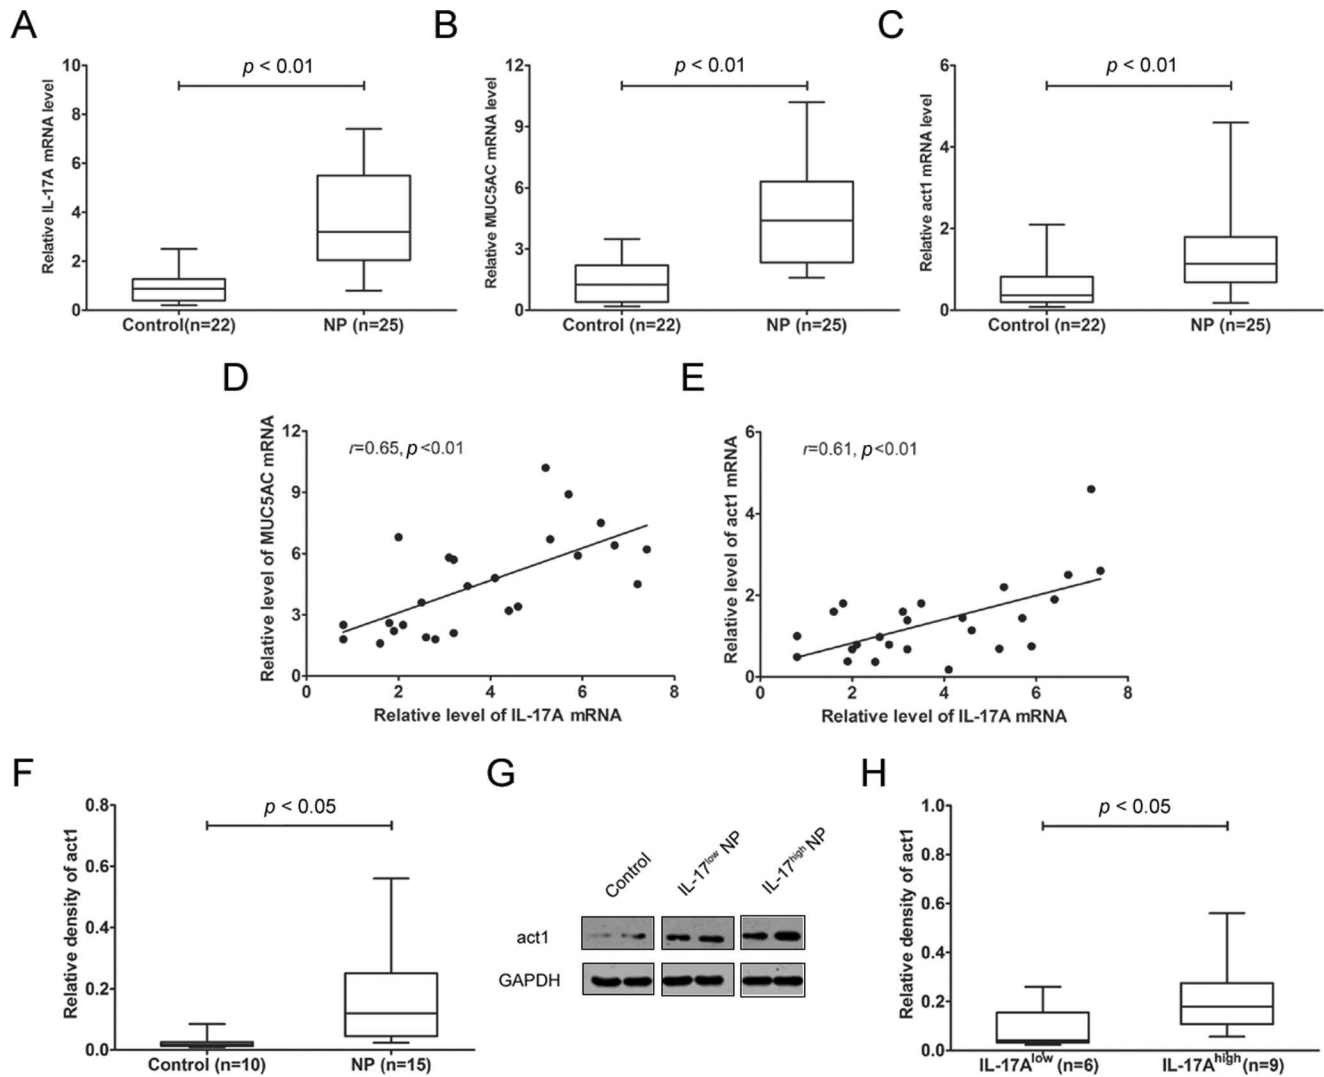 A
B
C
Relative IL-17A mRNA level
10
8
6
4
2
0
p < 0.01
Control(n=22)
NP (n=25)
Relative MUC5AC mRNA level
12
9
6
3
0
p < 0.01
Control (n=22)
NP (n=25)
Relative act1 mRNA level
6
4
2
0
p < 0.01
Control (n=22)
NP (n=25)
D
E
Relative level of MUC5AC mRNA
12
9
6
3
0
r=0.65, p<0.01
0 2 4 6 8
Relative level of IL-17A mRNA
Relative level of act1 mRNA
6
4
2
0
r=0.61, p<0.01
0 2 4 6 8
Relative level of IL-17A mRNA
F
G
H
Relative density of act1
0.8
0.6
0.4
0.2
0.0
p < 0.05
Control (n=10)
NP (n=15)
Control
IL-17low NP
IL-17high NP
act1
GAPDH
Relative density of act1
1.0
0.8
0.6
0.4
0.2
0.0
p < 0.05
IL-17Alow (n=6)
IL-17Ahigh (n=9)